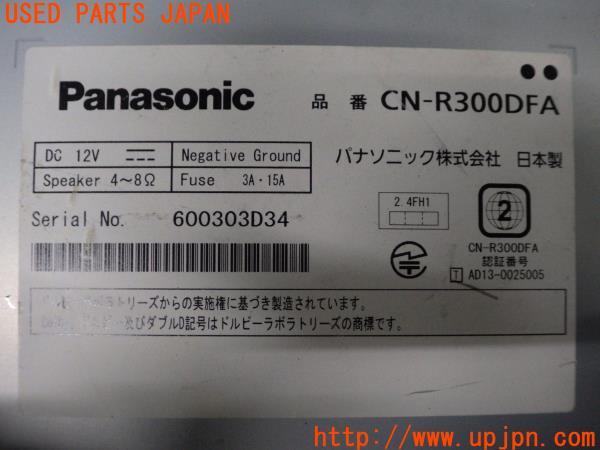 USED PARTS JAPAN
Panasonic 品番 CN-R300DFA
DC 12V Negative Ground
Speaker 4～8Ω Fuse 3A・15A
パナソニック株式会社 日本製
Serial No. 600303D34
2.4FH1
2
CN-R300DFA
認証番号
T AD13-0025005
ラトリーズからの実施権に基づき製造されています。
及びダブルD記号はドルビーラボラトリーズの商標です。
http://www.upjpn.com